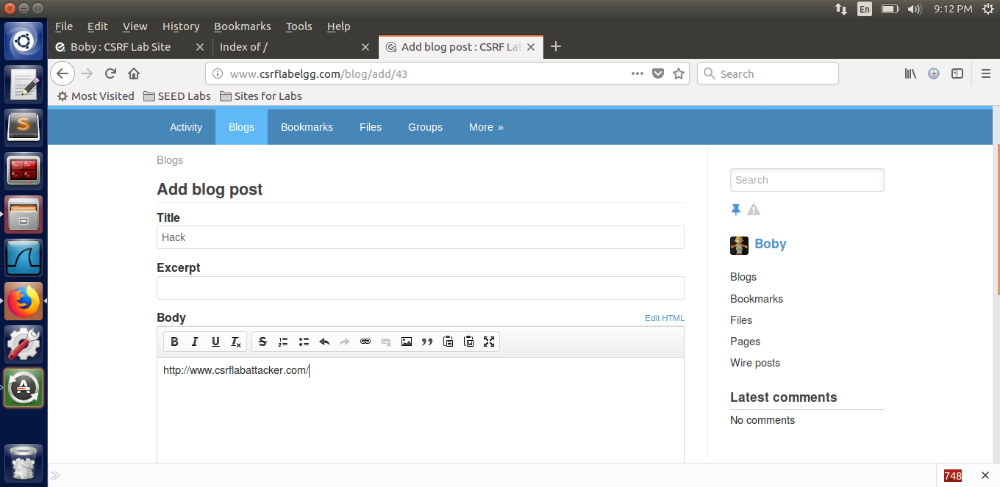 En 9:12 PM
File Edit View History Bookmarks Tools Help
Boby : CSRF Lab Site Index of / Add blog post : CSRF Lab
www.csrflabelgg.com/blog/add/43 Search
Most Visited SEED Labs Sites for Labs
Activity Blogs Bookmarks Files Groups More »
Blogs
Add blog post
Title
Hack
Excerpt
Body Edit HTML
B I U Tx S
http://www.csrflabattacker.com/
Search
Boby
Blogs
Bookmarks
Files
Pages
Wire posts
Latest comments
No comments
748